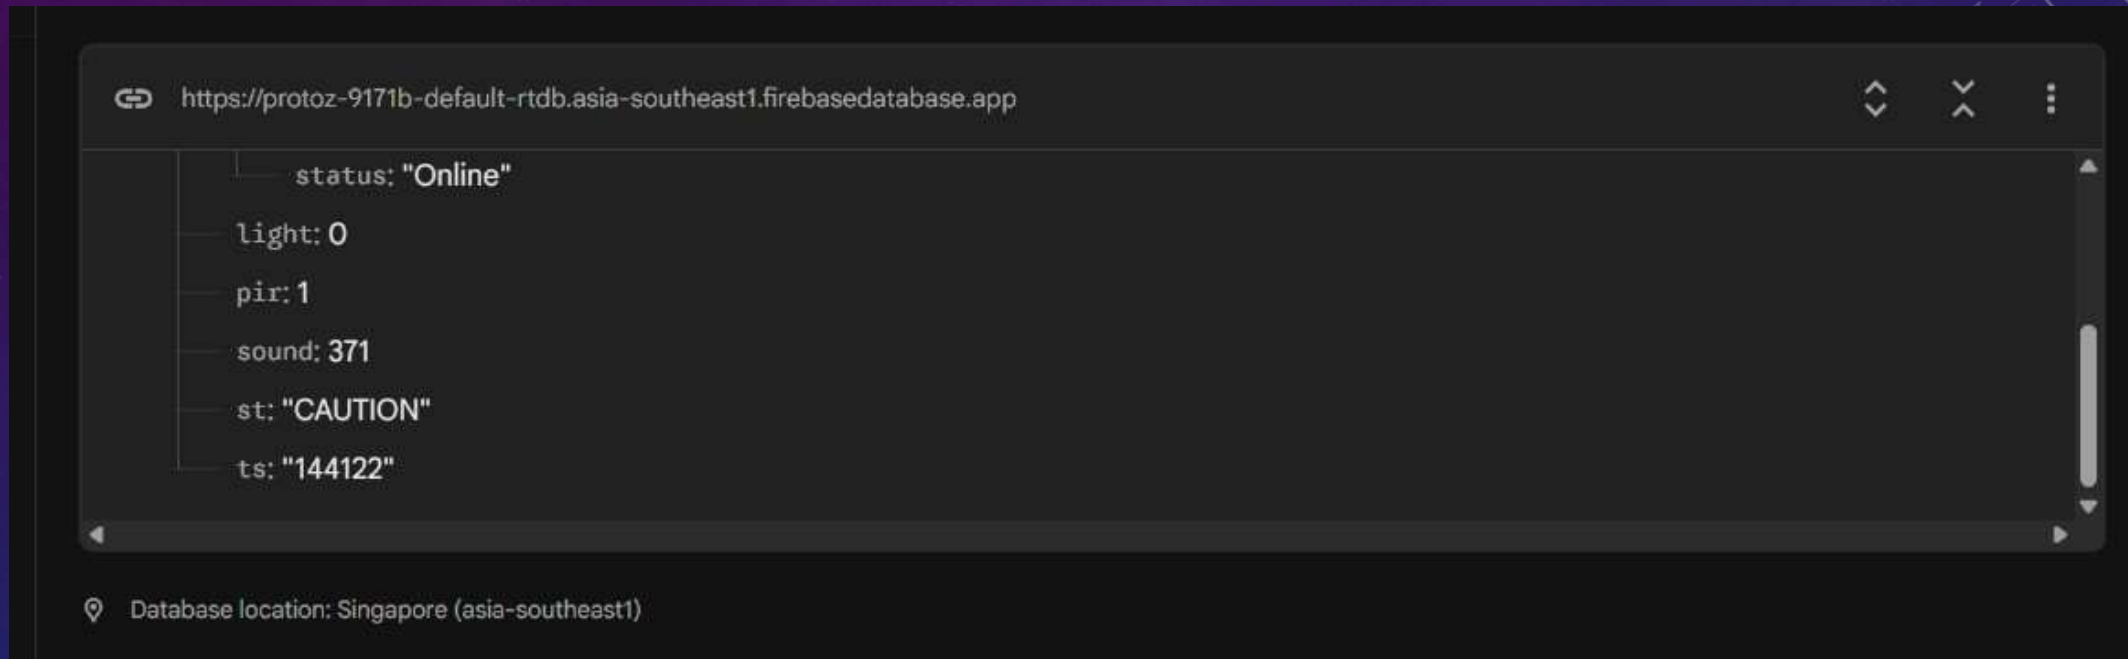 https://protoz-9171b-default-rtdb.asia-southeast1.firebasedatabase.app
status: "Online"
light: 0
pir: 1
sound: 371
st: "CAUTION"
ts: "144122"
Database location: Singapore (asia-southeast1)